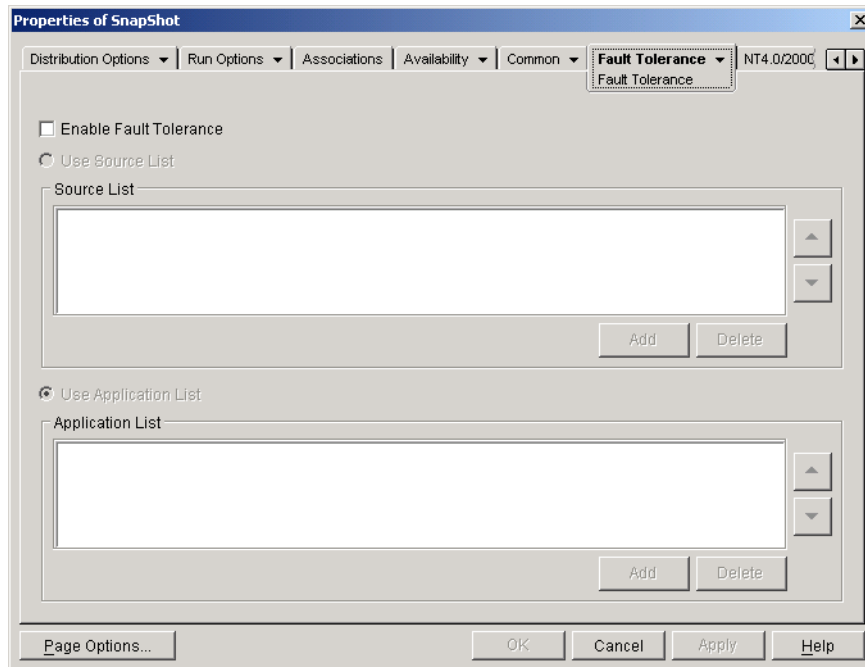 Properties of SnapShot
Distribution Options Run Options Associations Availability Common Fault Tolerance NT4.0/2000
Fault Tolerance
Enable Fault Tolerance
Use Source List
Source List
Add Delete
Use Application List
Application List
Add Delete
Page Options... OK Cancel Apply Help